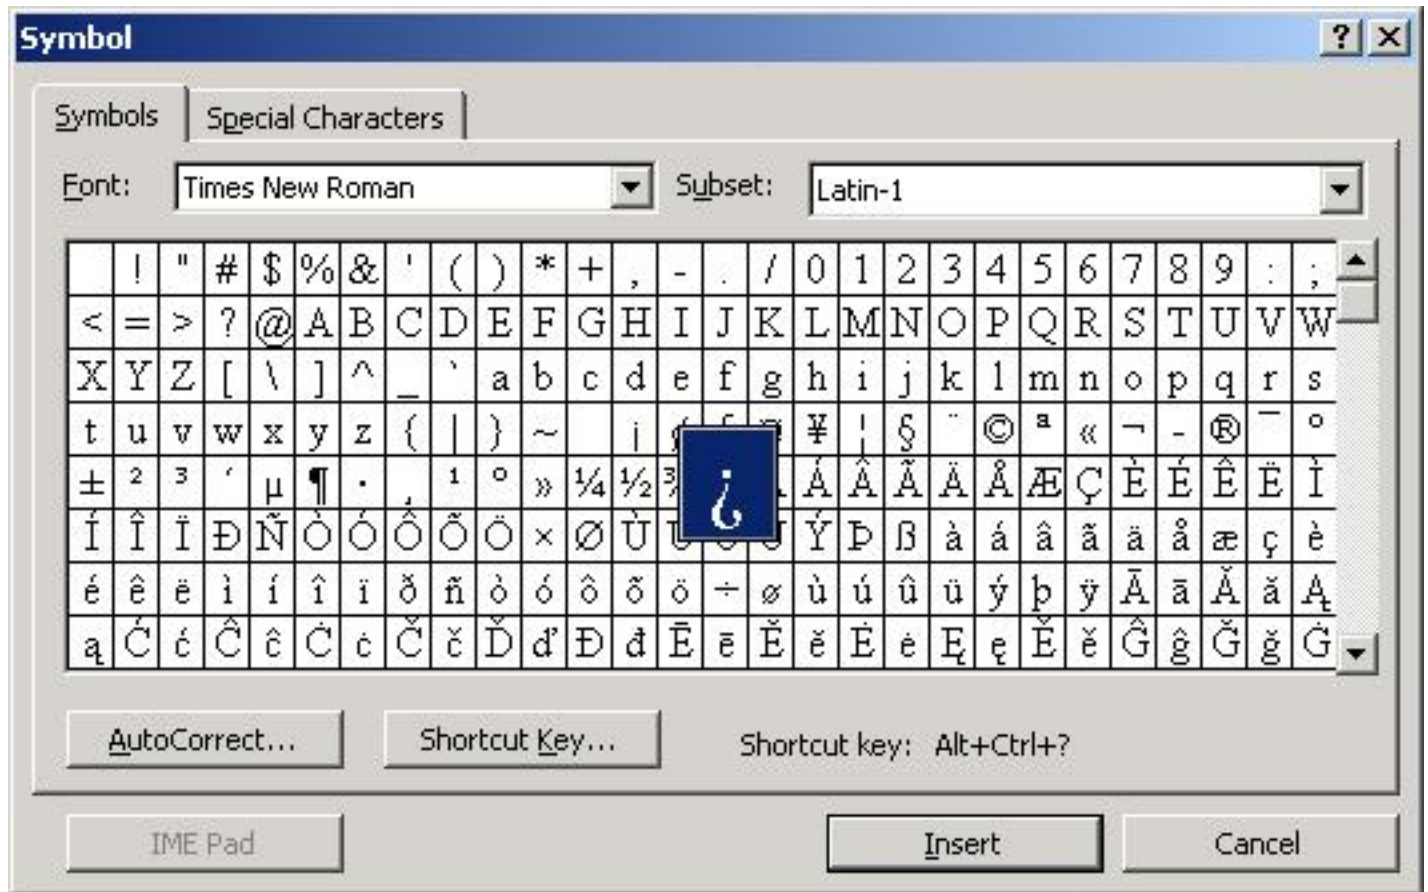 Symbol
Symbols Special Characters
Font: Times New Roman Subset: Latin-1
! " # $ % & ' ( ) * + , - . / 0 1 2 3 4 5 6 7 8 9 : ;
< = > ? @ A B C D E F G H I J K L M N O P Q R S T U V W
X Y Z [ \ ] ^ _ ` a b c d e f g h i j k l m n o p q r s
t u v w x y z { | } ~ ¡ ¥ ¦ § ¨ © ª « ¬ - ® ¯ °
± ² ³ ´ µ ¶ · ¸ ¹ º » ¼ ½ ¿ Á Â Ã Ä Å Æ Ç È É Ê Ë Ì
Í Î Ï Ð Ñ Ò Ó Ô Õ Ö × Ø Ù Ý Þ ß à á â ã ä å æ ç è
é ê ë ì í î ï ð ñ ò ó ô õ ö ÷ ø ù ú û ü ý þ ÿ Ā ā Ă ă Ą
ą Ć ć Ĉ ĉ Ċ ċ Č č Ď ď Đ đ Ē ē Ĕ ĕ Ė ė Ę ę Ě ě Ĝ ĝ Ğ ğ Ġ
AutoCorrect... Shortcut Key... Shortcut key: Alt+Ctrl+?
IME Pad Insert Cancel